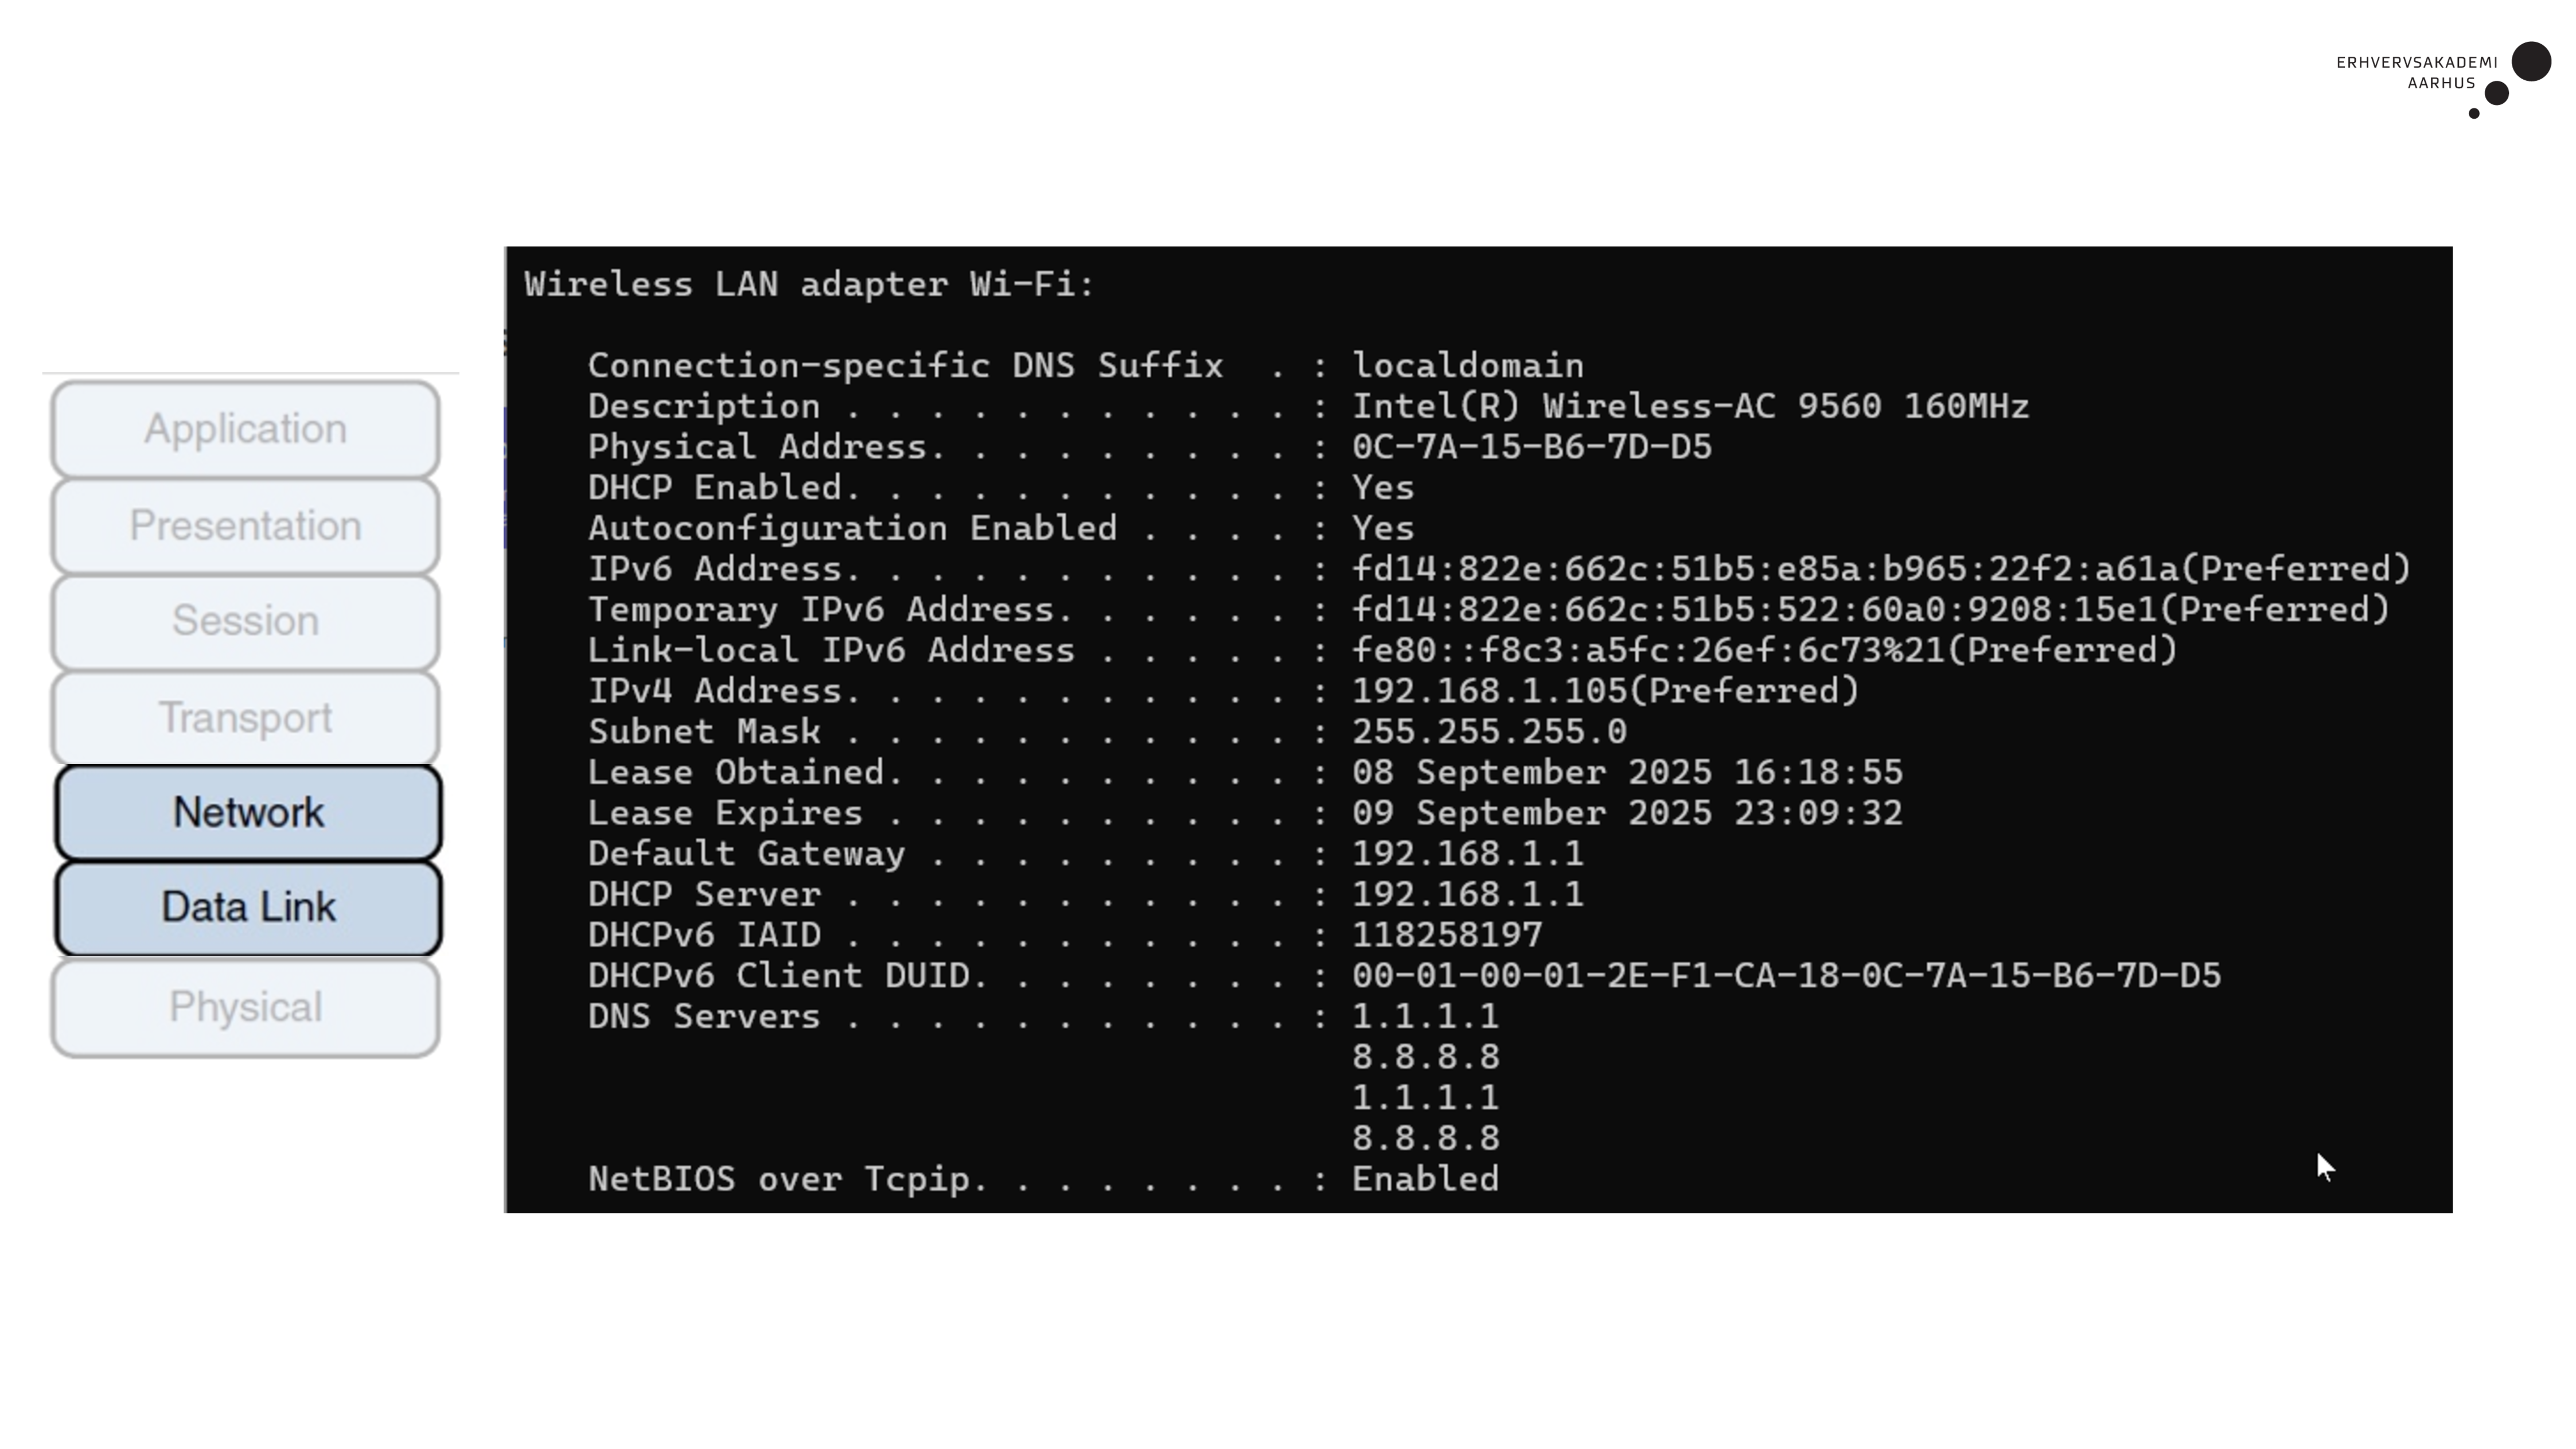 ERHVERVSAKADEMI
AARHUS
Application
Presentation
Session
Transport
Network
Data Link
Physical
Wireless LAN adapter Wi-Fi:
Connection-specific DNS Suffix  . : localdomain
Description . . . . . . . . . . . : Intel(R) Wireless-AC 9560 160MHz
Physical Address. . . . . . . . . : 0C-7A-15-B6-7D-D5
DHCP Enabled. . . . . . . . . . . : Yes
Autoconfiguration Enabled . . . . : Yes
IPv6 Address. . . . . . . . . . . : fd14:822e:662c:51b5:e85a:b965:22f2:a61a(Preferred)
Temporary IPv6 Address. . . . . . : fd14:822e:662c:51b5:522:60a0:9208:15e1(Preferred)
Link-local IPv6 Address . . . . . : fe80::f8c3:a5fc:26ef:6c73%21(Preferred)
IPv4 Address. . . . . . . . . . . : 192.168.1.105(Preferred)
Subnet Mask . . . . . . . . . . . : 255.255.255.0
Lease Obtained. . . . . . . . . . : 08 September 2025 16:18:55
Lease Expires . . . . . . . . . . : 09 September 2025 23:09:32
Default Gateway . . . . . . . . . : 192.168.1.1
DHCP Server . . . . . . . . . . . : 192.168.1.1
DHCPv6 IAID . . . . . . . . . . . : 118258197
DHCPv6 Client DUID. . . . . . . . : 00-01-00-01-2E-F1-CA-18-0C-7A-15-B6-7D-D5
DNS Servers . . . . . . . . . . . : 1.1.1.1
8.8.8.8
1.1.1.1
8.8.8.8
NetBIOS over Tcpip. . . . . . . . : Enabled